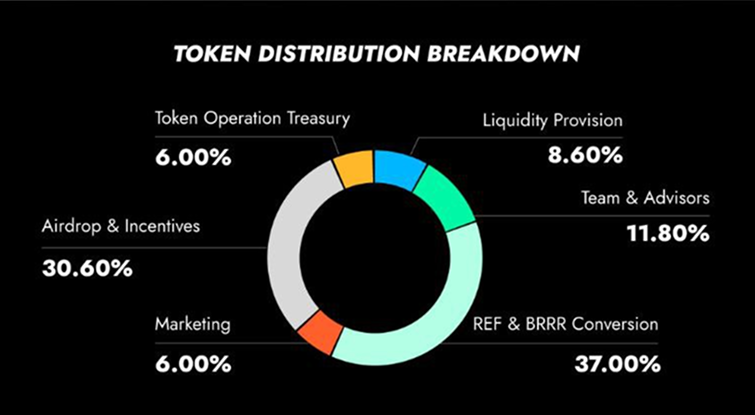 TOKEN DISTRIBUTION BREAKDOWN
Token Operation Treasury
6.00%
Liquidity Provision
8.60%
Team & Advisors
11.80%
Airdrop & Incentives
30.60%
Marketing
6.00%
REF & BRRR Conversion
37.00%